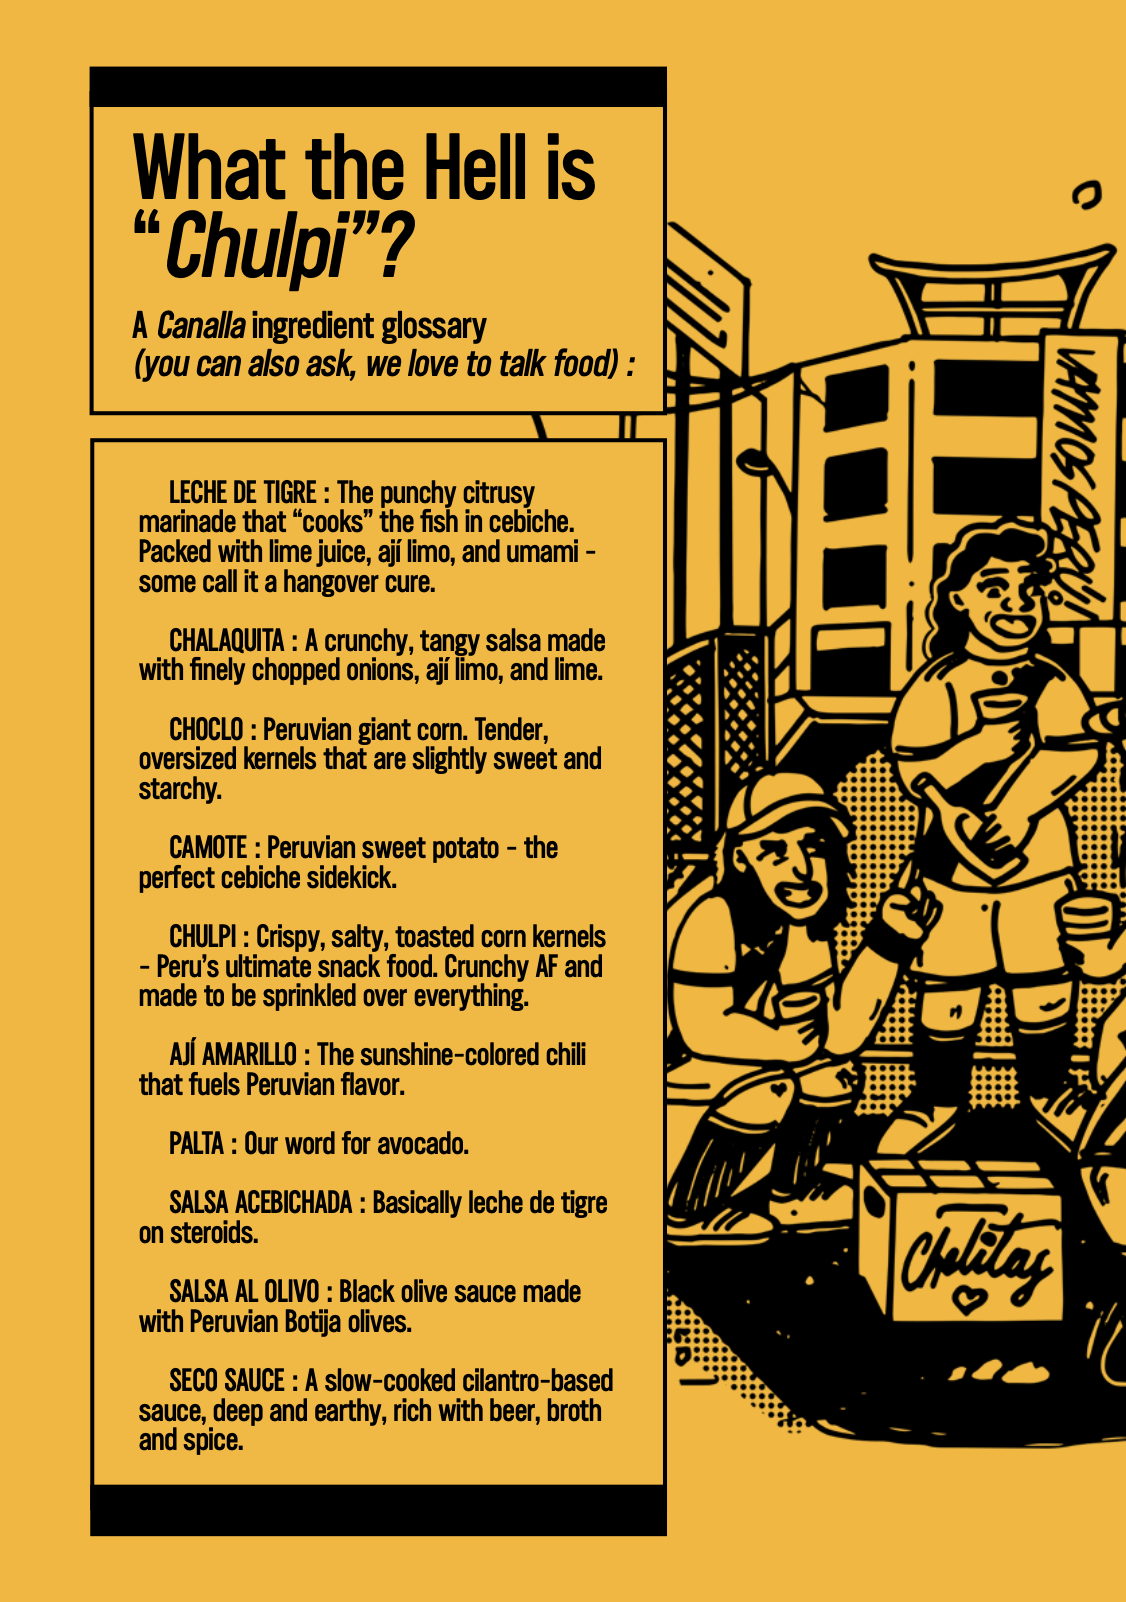 What the Hell is
“Chulpi”?
A Canalla ingredient glossary
(you can also ask, we love to talk food) :
LECHE DE TIGRE : The punchy citrusy
marinade that “cooks” the fish in cebiche.
Packed with lime juice, ají limo, and umami -
some call it a hangover cure.
CHALAQUITA : A crunchy, tangy salsa made
with finely chopped onions, ají limo, and lime.
CHOCLO : Peruvian giant corn. Tender,
oversized kernels that are slightly sweet and
starchy.
CAMOTE : Peruvian sweet potato - the
perfect cebiche sidekick.
CHULPI : Crispy, salty, toasted corn kernels
- Peru’s ultimate snack food. Crunchy AF and
made to be sprinkled over everything.
AJÍ AMARILLO : The sunshine-colored chili
that fuels Peruvian flavor.
PALTA : Our word for avocado.
SALSA ACEBICHADA : Basically leche de tigre
on steroids.
SALSA AL OLIVO : Black olive sauce made
with Peruvian Botija olives.
SECO SAUCE : A slow-cooked cilantro-based
sauce, deep and earthy, rich with beer, broth
and spice.
VAMOS PERU!
Chelitas